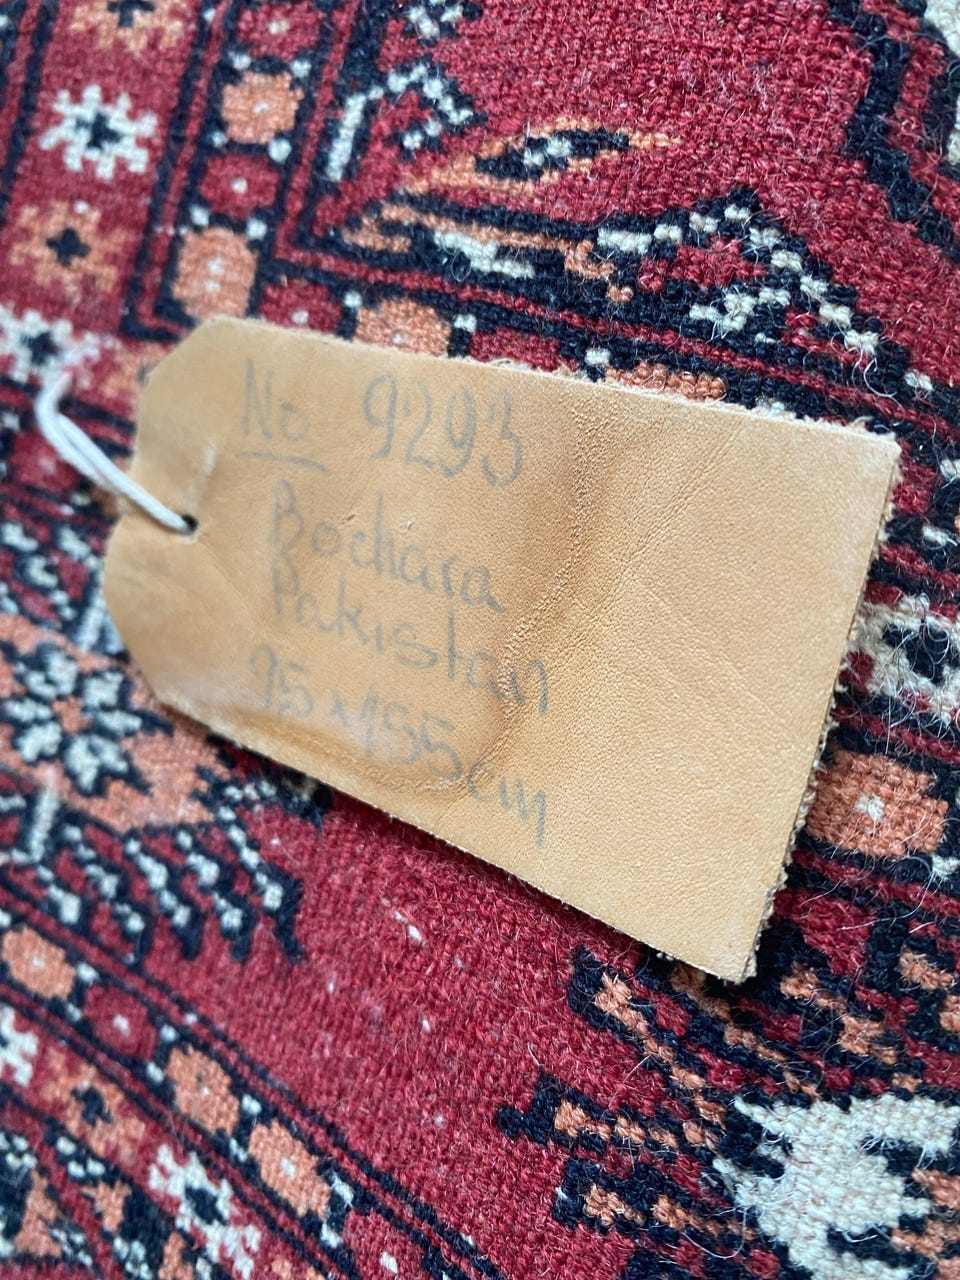 No 9293
Bochara
Pakistan
95x155cm